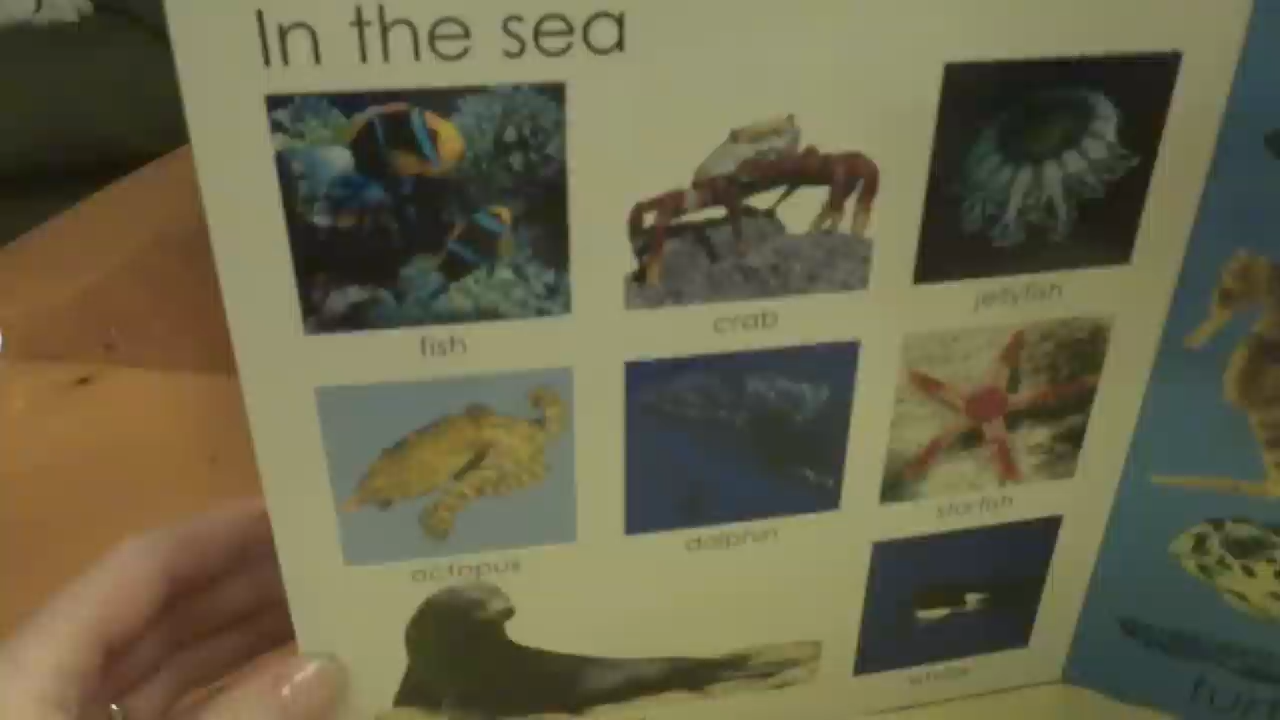 In the sea
fish
crab
jellyfish
octopus
dolphin
starfish
whale